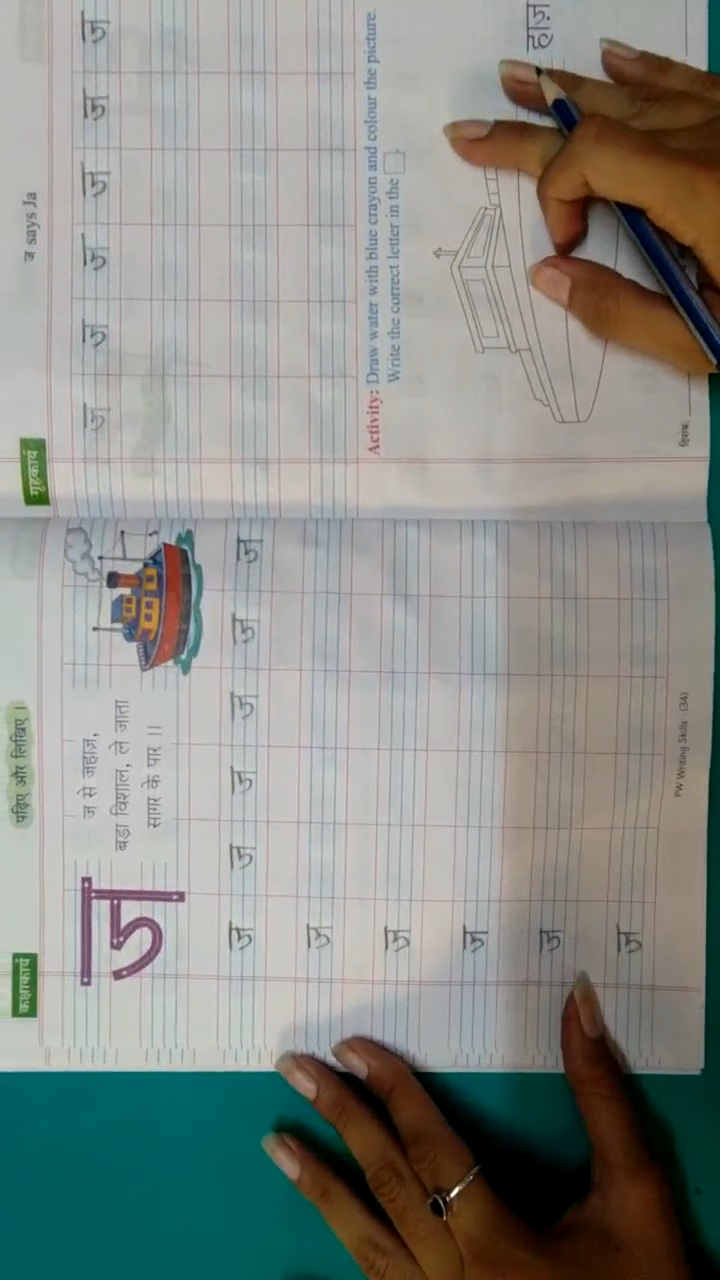 कक्षाकार्य
पढ़िए और लिखिए ।
ज
ज से जहाज़,
बड़ा विशाल, ले जाता
सागर के पार ।।
ज ज ज ज ज ज
ज
ज
ज
ज
ज
PW Writing Skills - (34)
गृहकार्य
ज says Ja
ज ज ज ज ज ज
Activity: Draw water with blue crayon and colour the picture.
Write the correct letter in the □.
हाज़
दिनांक: